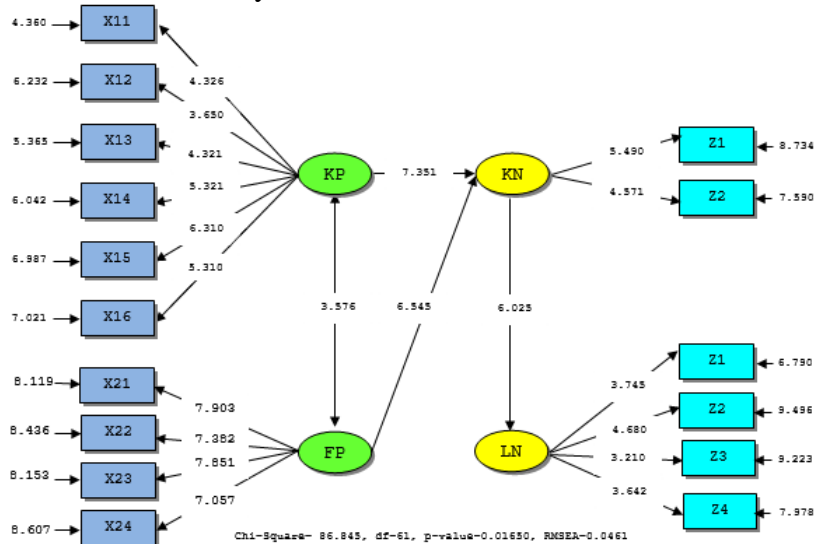 4.360 X11
6.232 X12
5.365 X13
6.042 X14
6.987 X15
7.021 X16
8.119 X21
8.436 X22
8.153 X23
8.607 X24
4.326
3.650
4.321
5.321
6.310
5.310
7.903
7.382
7.851
7.057
KP 7.351 KN
3.576 6.545 6.025
FP LN
5.490
4.571
3.745
4.680
3.210
3.642
Z1 8.734
Z2 7.590
Z1 6.790
Z2 9.496
Z3 9.223
Z4 7.978
Chi-Square- 86.845, df-61, p-value-0.01650, RMSEA-0.0461